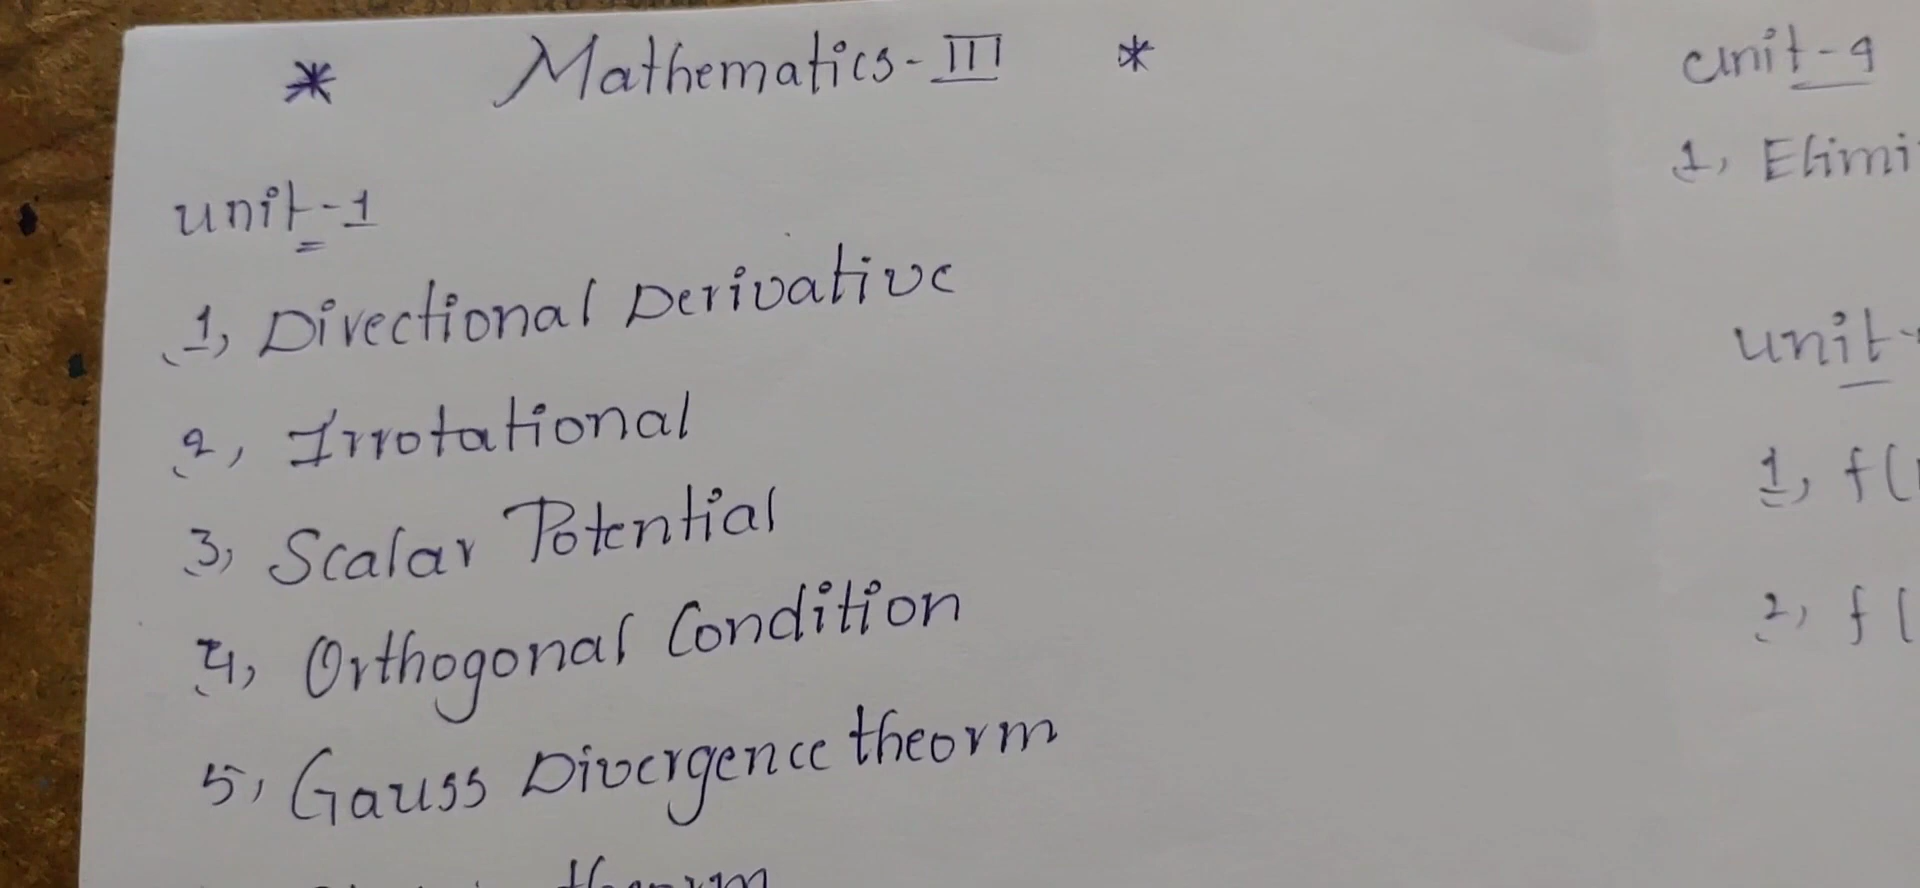 * Mathematics-III *
unit-1
1, Directional Derivative
2, Irrotational
3, Scalar Potential
4, Orthogonal Condition
5, Gauss Divergence theorm
theorm
unit-4
1, Elimi
unit-
1, f(
2, f(